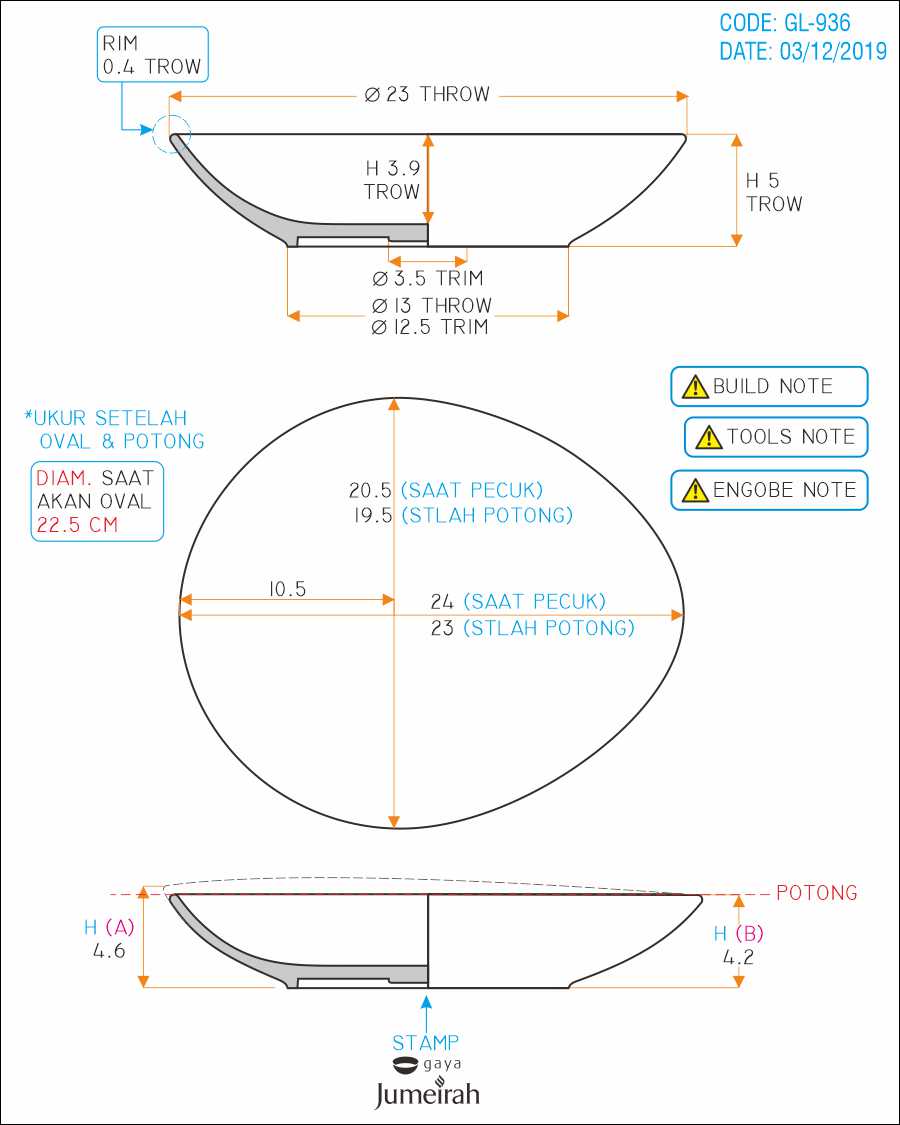 CODE: GL-936
DATE: 03/12/2019
RIM
0.4 TROW
Ø 23 THROW
H 3.9
TROW
H 5
TROW
Ø 3.5 TRIM
Ø 13 THROW
Ø 12.5 TRIM
*UKUR SETELAH
OVAL & POTONG
DIAM. SAAT
AKAN OVAL
22.5 CM
BUILD NOTE
TOOLS NOTE
ENGOBE NOTE
20.5 (SAAT PECUK)
19.5 (STLAH POTONG)
10.5
24 (SAAT PECUK)
23 (STLAH POTONG)
POTONG
H (A)
4.6
H (B)
4.2
STAMP
gaya
Jumeirah